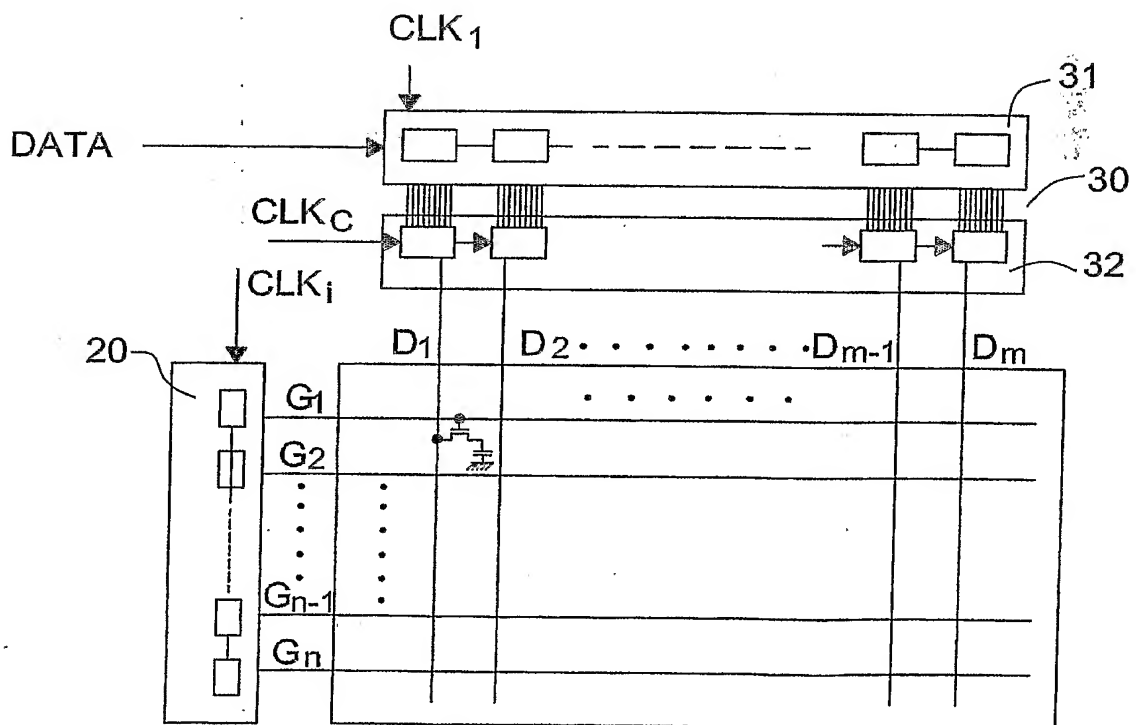 CLK1
31
DATA
30
CLKC
32
CLKi
20
D1 D2 Dm-1 Dm
G1
G2
Gn-1
Gn